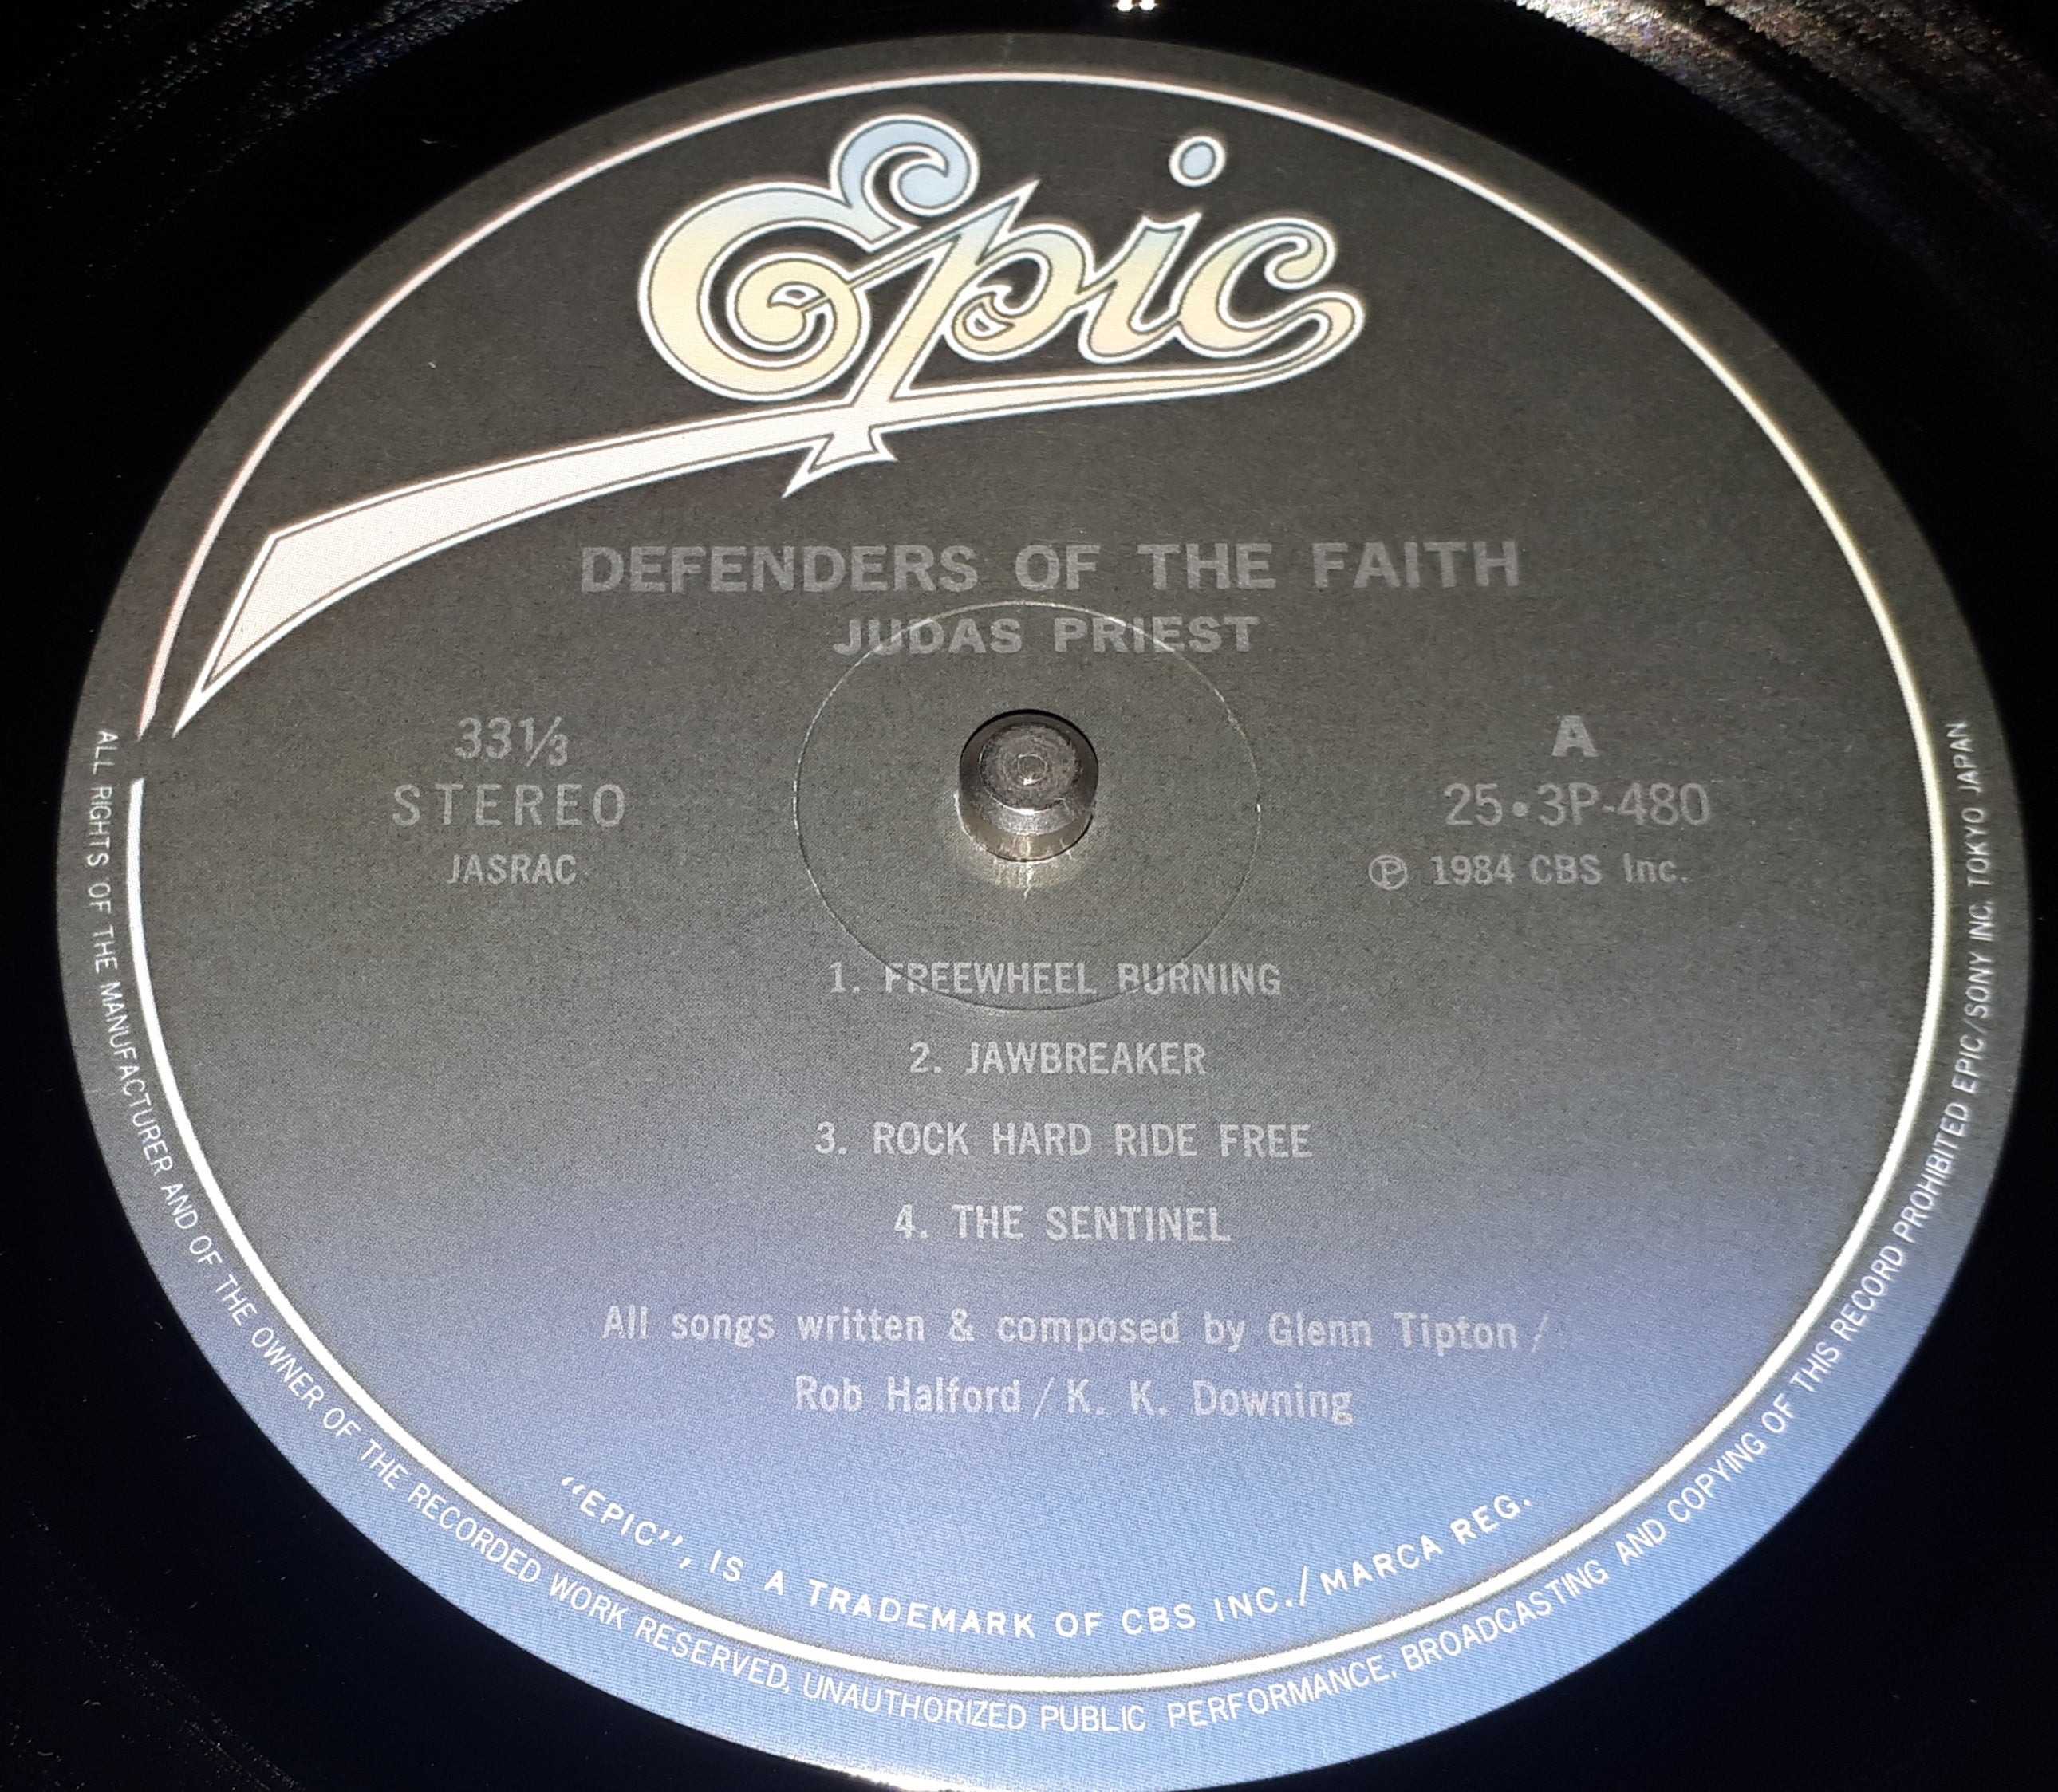 Epic
DEFENDERS OF THE FAITH
JUDAS PRIEST
33⅓
STEREO
JASRAC
A
25•3P-480
℗ 1984 CBS Inc.
1. FREEWHEEL BURNING
2. JAWBREAKER
3. ROCK HARD RIDE FREE
4. THE SENTINEL
All songs written & composed by Glenn Tipton /
Rob Halford / K. K. Downing
“EPIC”, IS A TRADEMARK OF CBS INC./MARCA REG.
ALL RIGHTS OF THE MANUFACTURER AND OF THE OWNER OF THE RECORDED WORK RESERVED, UNAUTHORIZED PUBLIC PERFORMANCE, BROADCASTING AND COPYING OF THIS RECORD PROHIBITED EPIC/SONY INC. TOKYO JAPAN